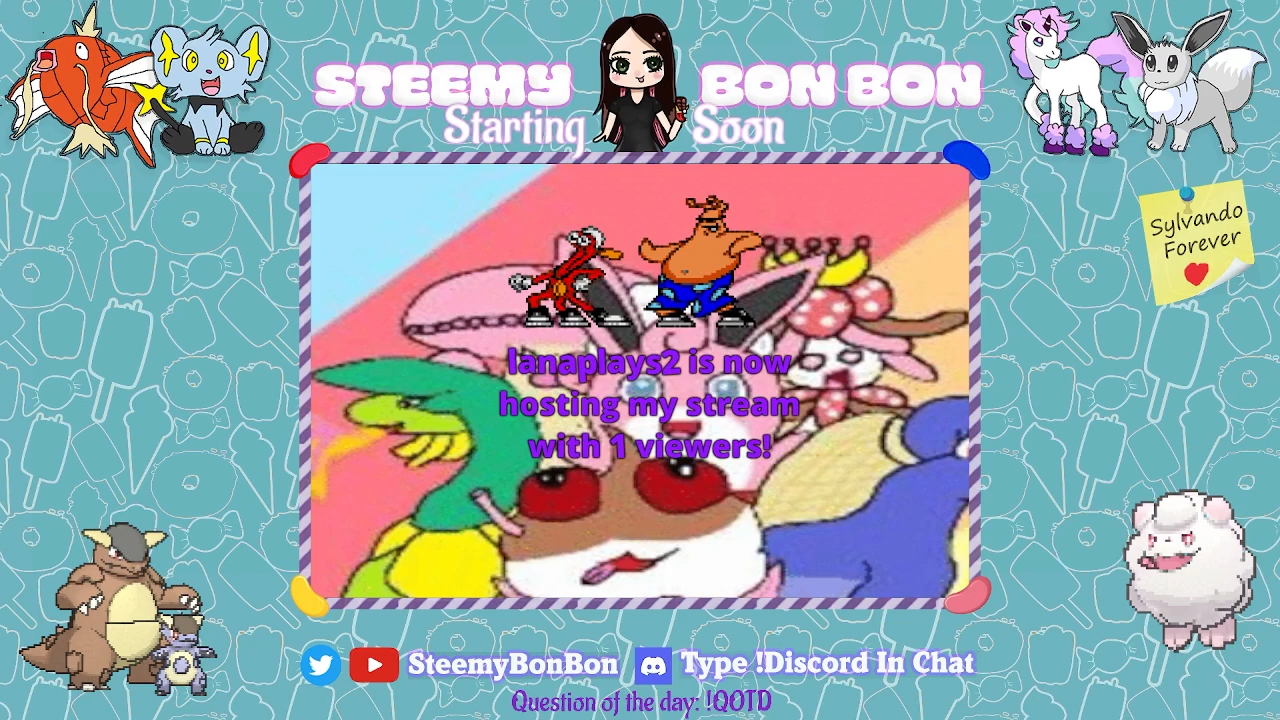 STEEMY BON BON
Starting Soon
Sylvando
Forever
lanaplays2 is now
hosting my stream
with 1 viewers!
SteemyBonBon Type !Discord In Chat
Question of the day: !QOTD